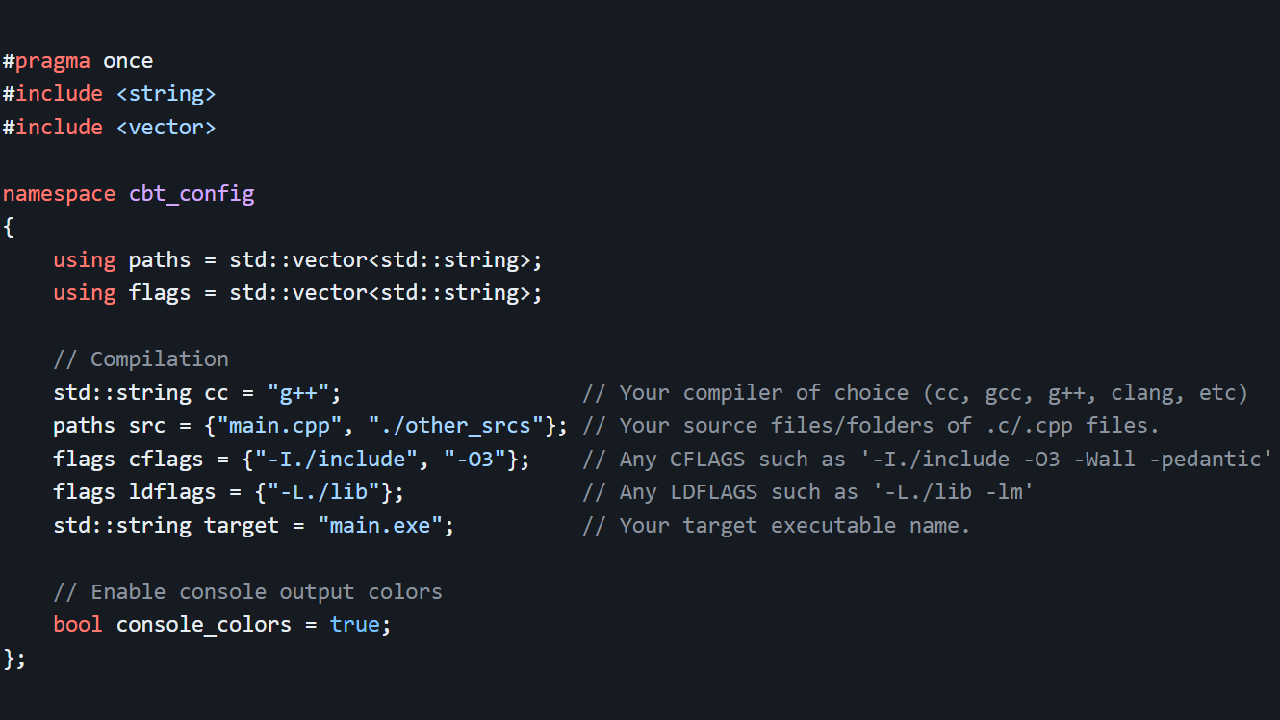 #pragma once
#include <string>
#include <vector>

namespace cbt_config
{
    using paths = std::vector<std::string>;
    using flags = std::vector<std::string>;

    // Compilation
    std::string cc = "g++";                   // Your compiler of choice (cc, gcc, g++, clang, etc)
    paths src = {"main.cpp", "./other_srcs"}; // Your source files/folders of .c/.cpp files.
    flags cflags = {"-I./include", "-O3"};    // Any CFLAGS such as '-I./include -O3 -Wall -pedantic'
    flags ldflags = {"-L./lib"};              // Any LDFLAGS such as '-L./lib -lm'
    std::string target = "main.exe";          // Your target executable name.

    // Enable console output colors
    bool console_colors = true;
};